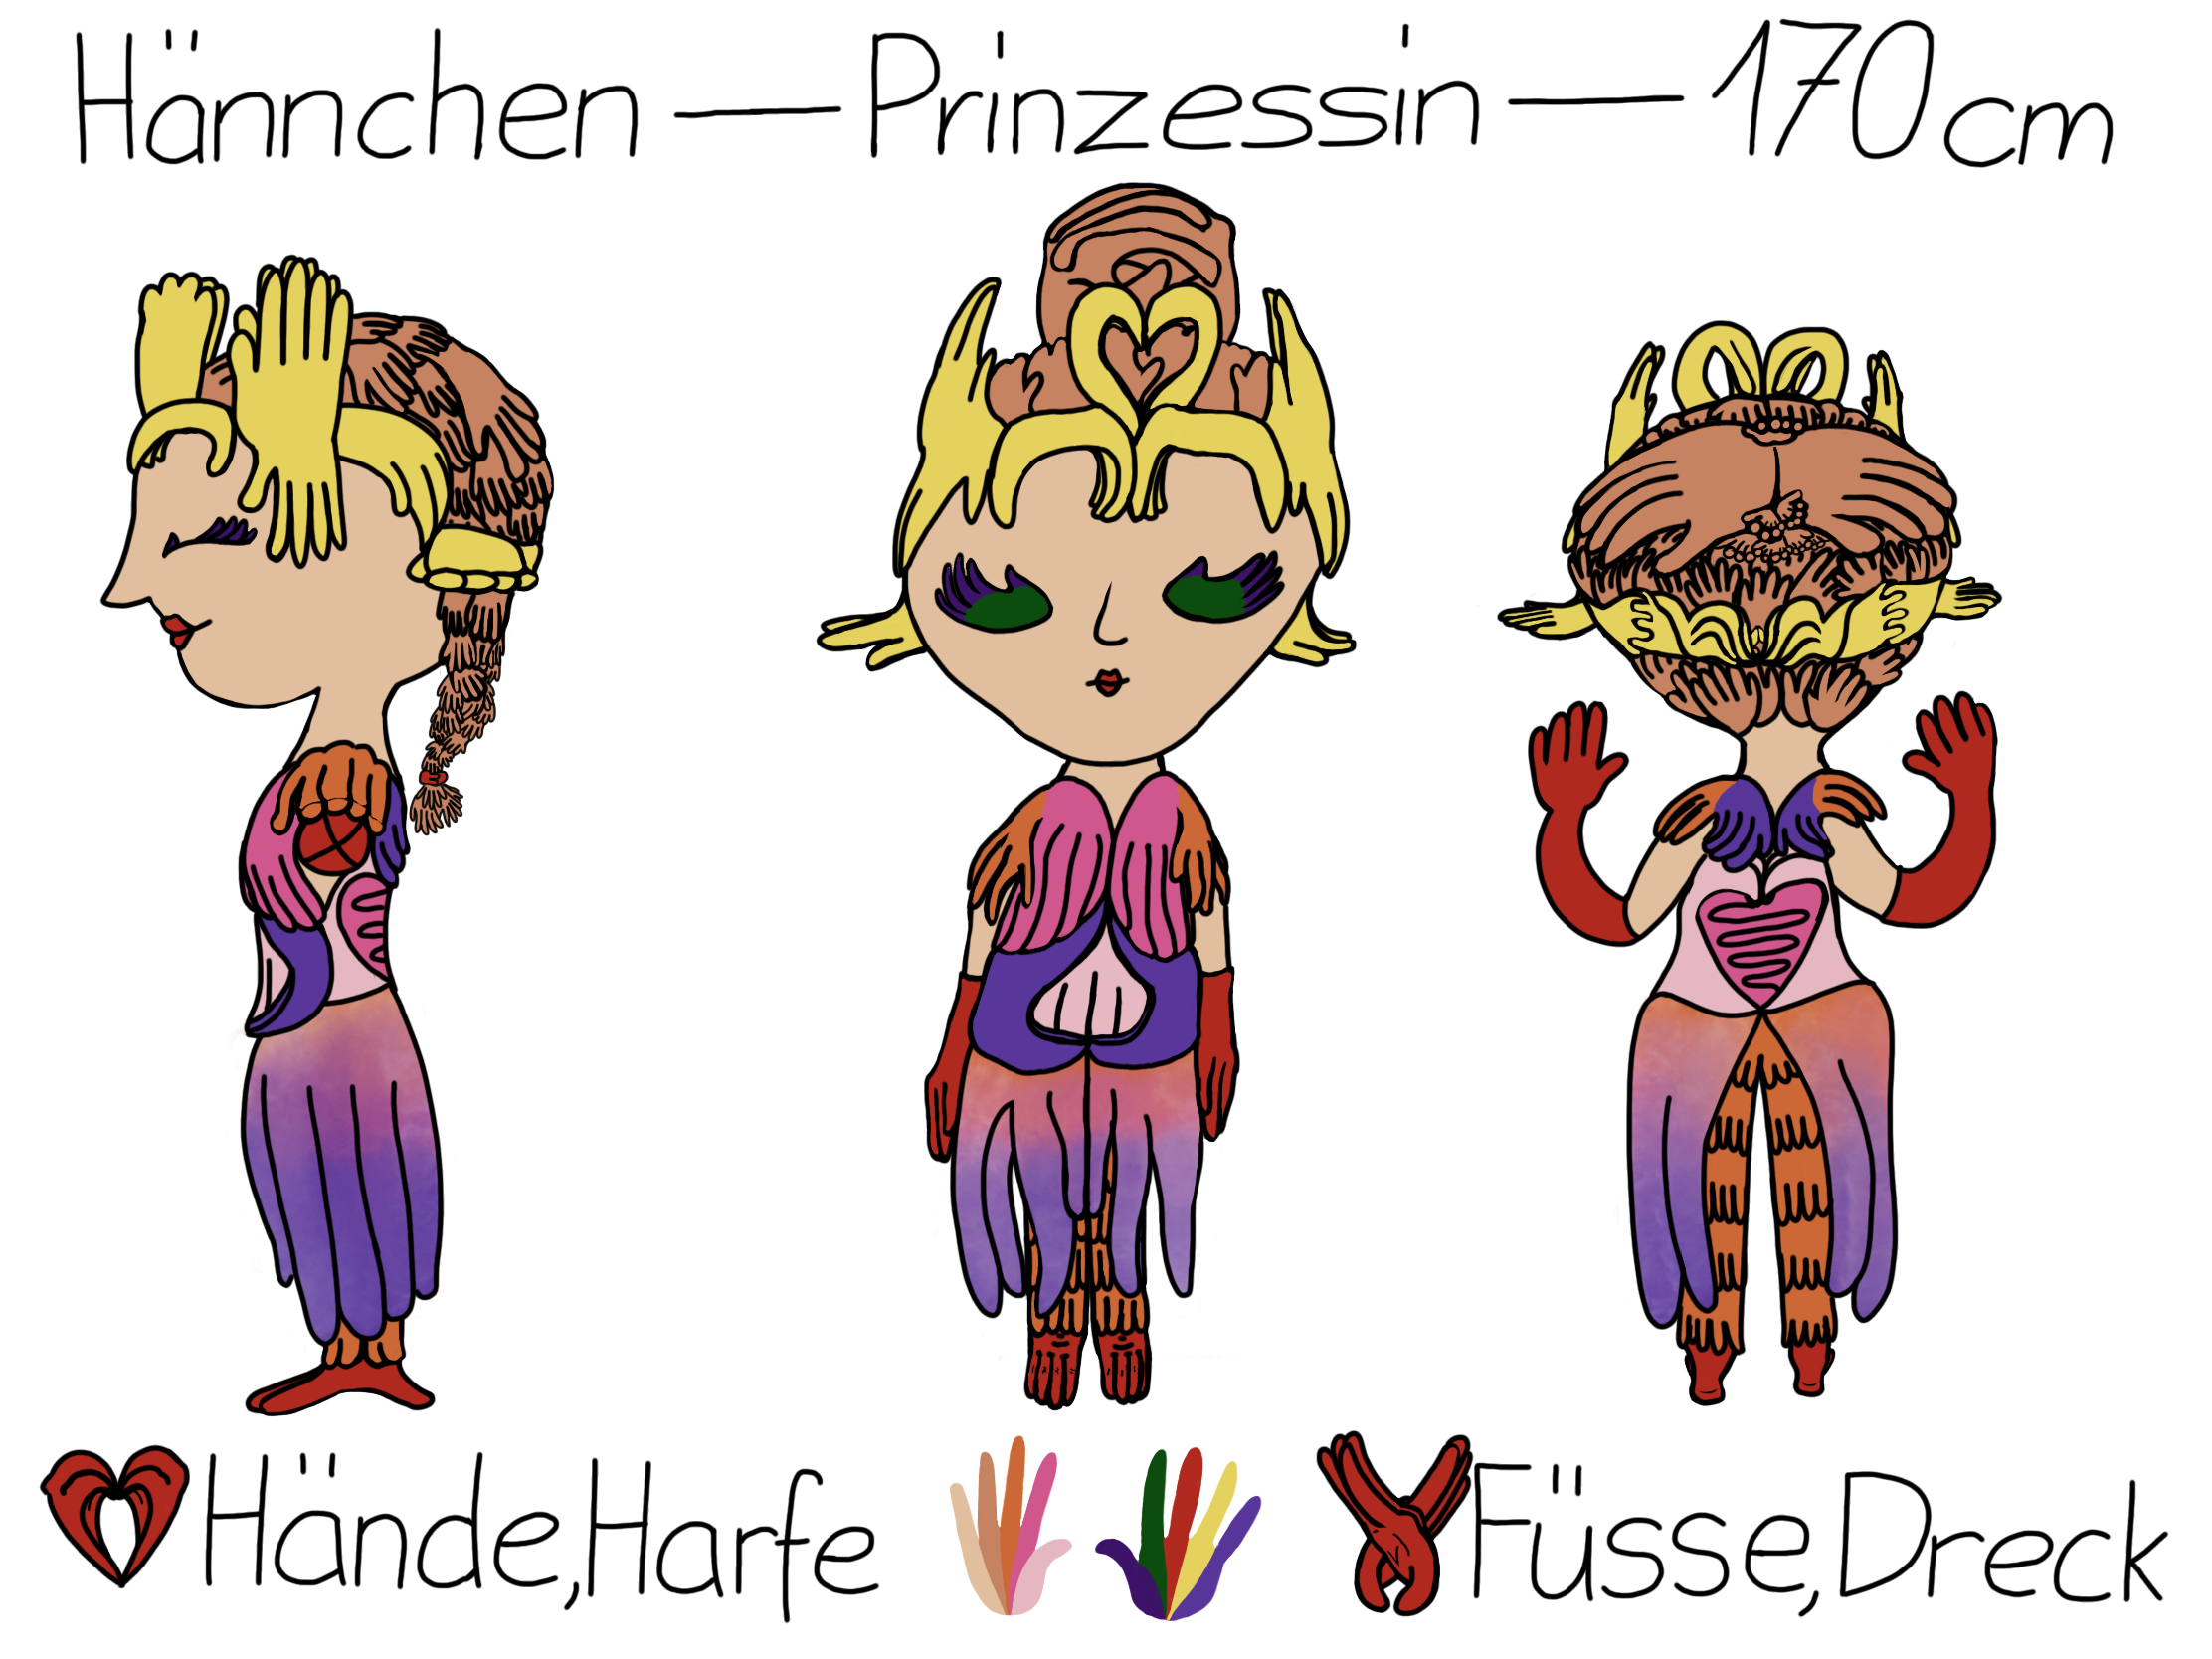 Hännchen — Prinzessin — 170cm
Hände, Harfe Füsse, Dreck